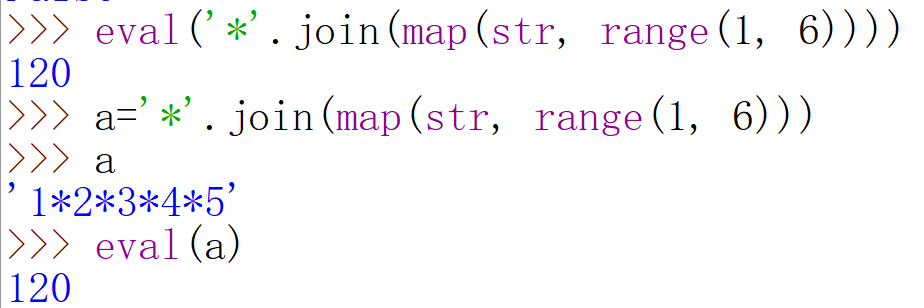 >>> eval('*'.join(map(str, range(1, 6))))
120
>>> a='*'.join(map(str, range(1, 6)))
>>> a
'1*2*3*4*5'
>>> eval(a)
120